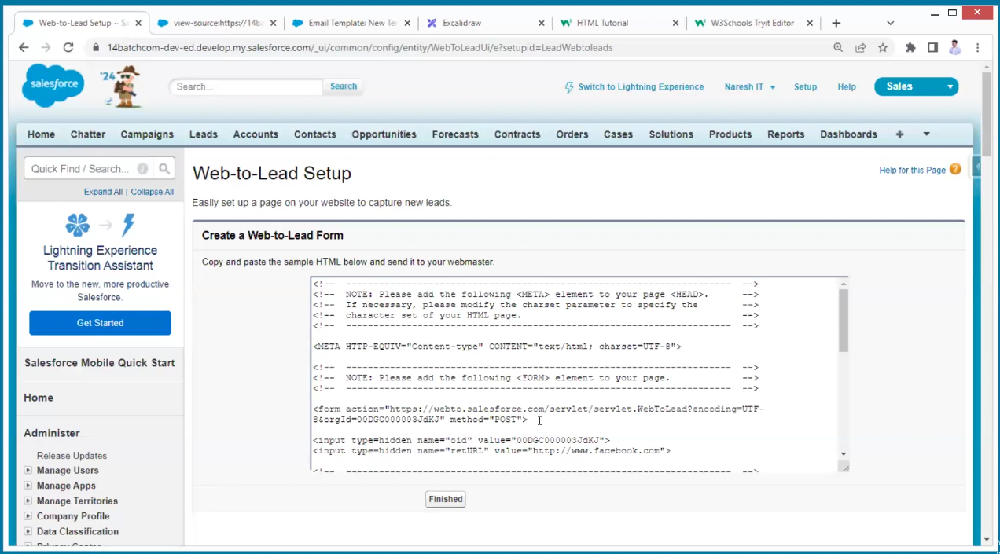 Web-to-Lead Setup ~ Sa
view-source:https://14ba
Email Template: New Te
Excalidraw
HTML Tutorial
W3Schools Tryit Editor
14batchcom-dev-ed.develop.my.salesforce.com/_ui/common/config/entity/WebToLeadUi/e?setupid=LeadWebtoleads
salesforce
'24
Search...
Search
Switch to Lightning Experience
Naresh IT
Setup
Help
Sales
Home
Chatter
Campaigns
Leads
Accounts
Contacts
Opportunities
Forecasts
Contracts
Orders
Cases
Solutions
Products
Reports
Dashboards
Quick Find / Search...
Expand All | Collapse All
Lightning Experience
Transition Assistant
Move to the new, more productive
Salesforce.
Get Started
Salesforce Mobile Quick Start
Home
Administer
Release Updates
Manage Users
Manage Apps
Manage Territories
Company Profile
Data Classification
Privacy Center
Web-to-Lead Setup
Help for this Page
Easily set up a page on your website to capture new leads.
Create a Web-to-Lead Form
Copy and paste the sample HTML below and send it to your webmaster.
<!-- ---------------------------------------------------------------------- -->
<!-- NOTE: Please add the following <META> element to your page <HEAD>. -->
<!-- If necessary, please modify the charset parameter to specify the -->
<!-- character set of your HTML page. -->
<!-- ---------------------------------------------------------------------- -->
<META HTTP-EQUIV="Content-type" CONTENT="text/html; charset=UTF-8">
<!-- ---------------------------------------------------------------------- -->
<!-- NOTE: Please add the following <FORM> element to your page. -->
<!-- ---------------------------------------------------------------------- -->
<form action="https://webto.salesforce.com/servlet/servlet.WebToLead?encoding=UTF-
8&orgId=00DGC000003JdKJ" method="POST">
<input type=hidden name="oid" value="00DGC000003JdKJ">
<input type=hidden name="retURL" value="http://www.facebook.com">
<!-- ---------------------------------------------------------------------- -->
Finished